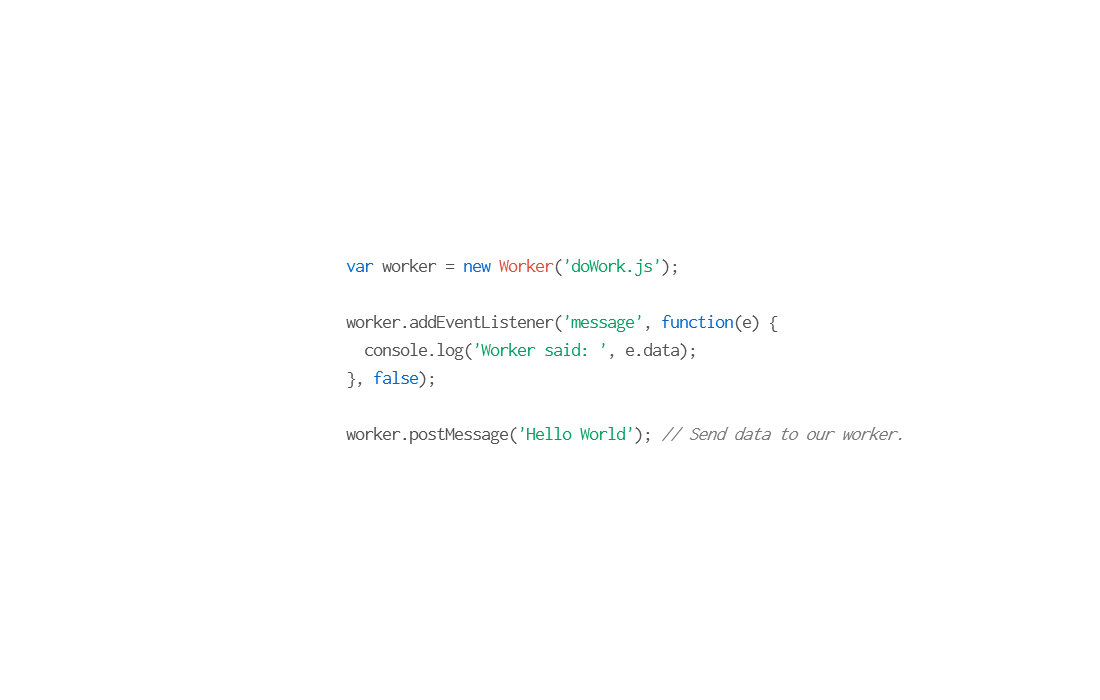 var worker = new Worker('doWork.js');
worker.addEventListener('message', function(e) {
  console.log('Worker said: ', e.data);
}, false);
worker.postMessage('Hello World'); // Send data to our worker.